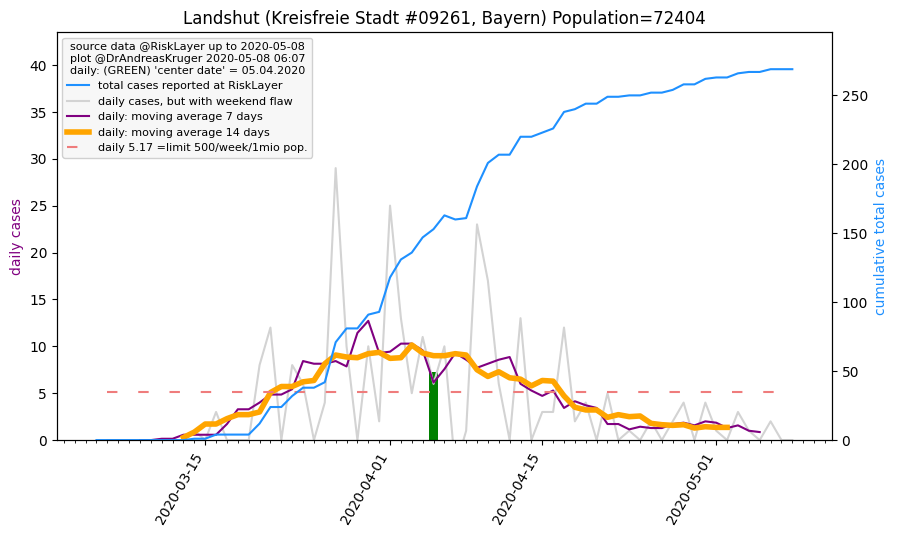 Landshut (Kreisfreie Stadt #09261, Bayern) Population=72404
source data @RiskLayer up to 2020-05-08
plot @DrAndreasKruger 2020-05-08 06:07
daily: (GREEN) 'center date' = 05.04.2020
total cases reported at RiskLayer
daily cases, but with weekend flaw
daily: moving average 7 days
daily: moving average 14 days
daily 5.17 =limit 500/week/1mio pop.
daily cases
40
35
30
25
20
15
10
5
0
cumulative total cases
250
200
150
100
50
0
2020-03-15
2020-04-01
2020-04-15
2020-05-01